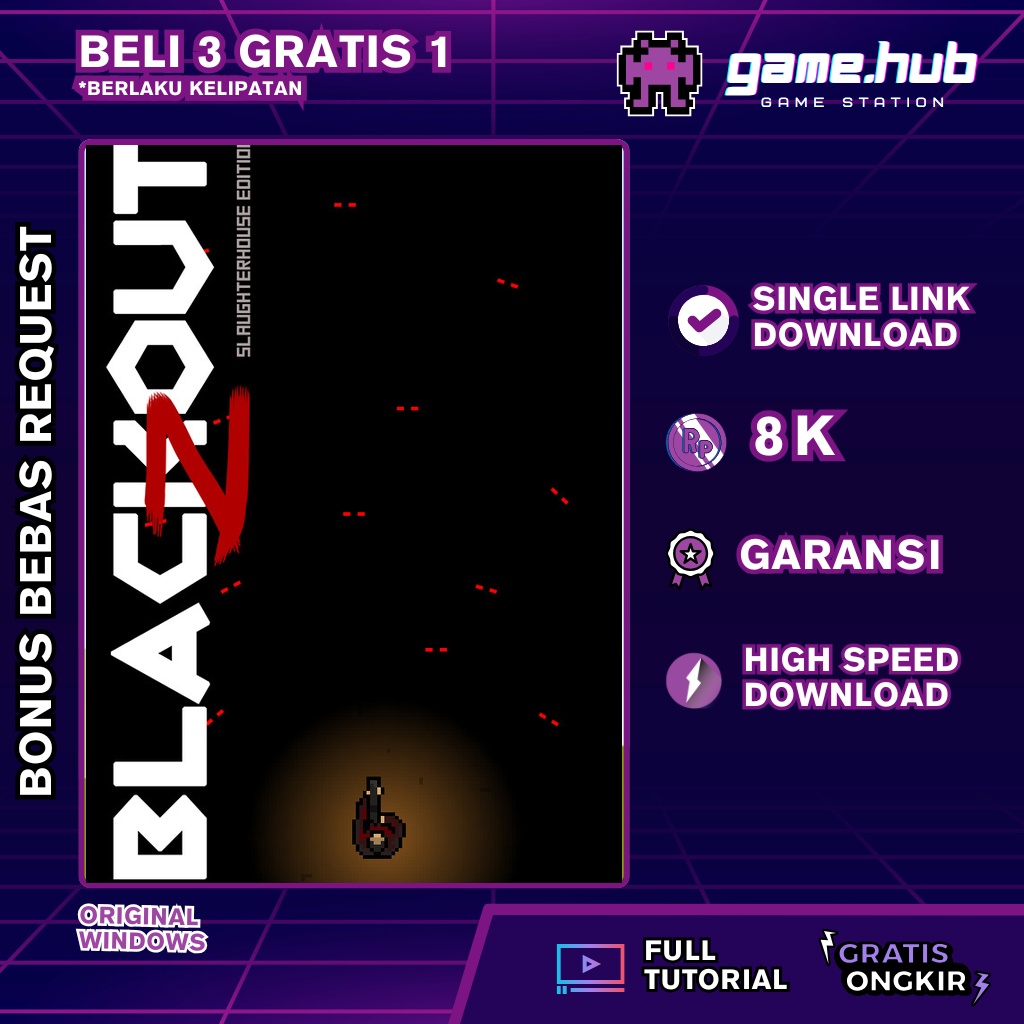 BELI 3 GRATIS 1
*BERLAKU KELIPATAN
game.hub
GAME STATION
BONUS BEBAS REQUEST
BLACKOUT
Z
SLAUGHTERHOUSE EDITION
SINGLE LINK
DOWNLOAD
Rp
8K
GARANSI
HIGH SPEED
DOWNLOAD
ORIGINAL
WINDOWS
FULL
TUTORIAL
GRATIS
ONGKIR